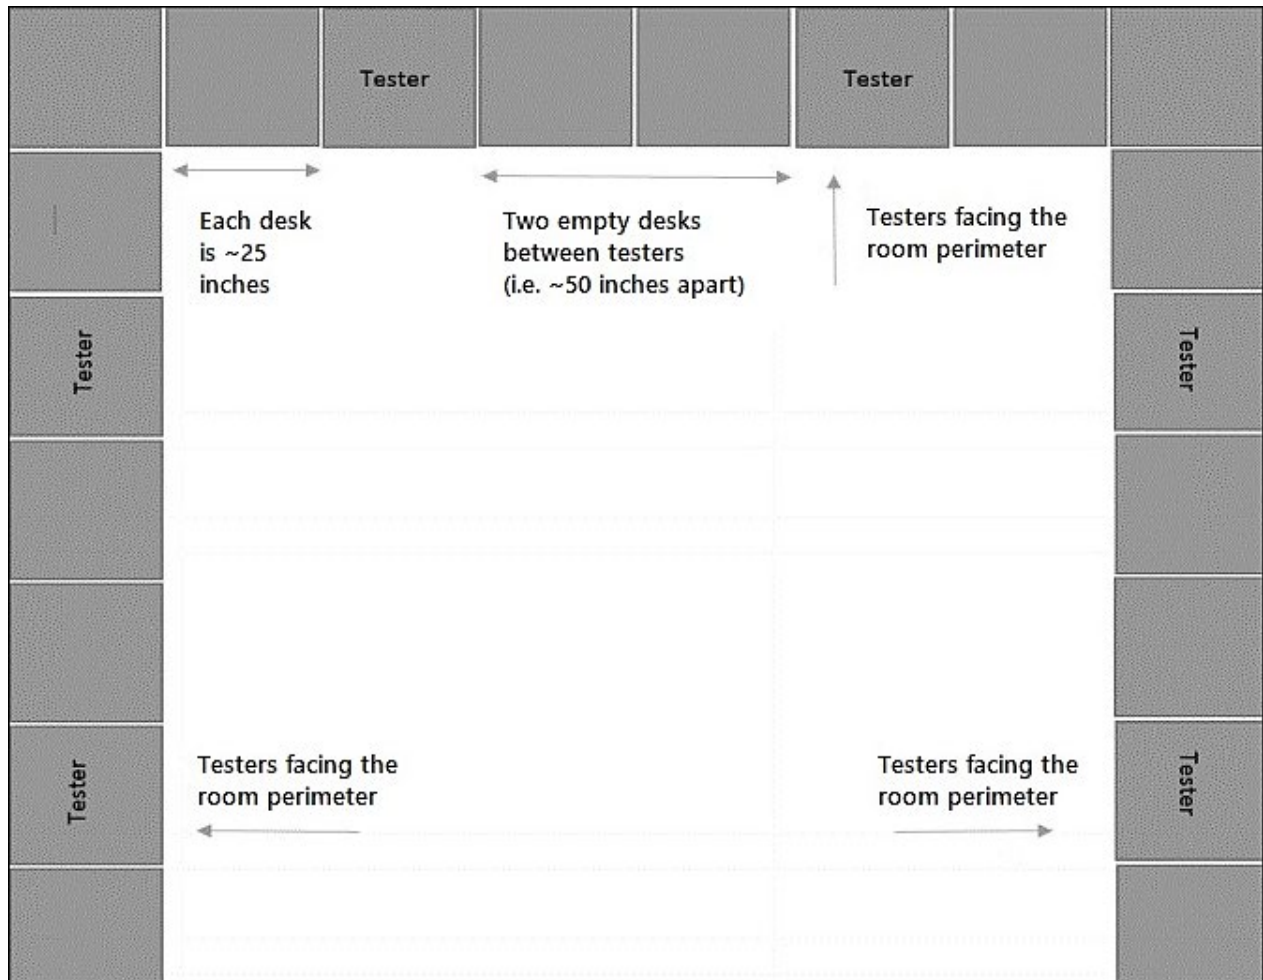 Tester
Tester
Each desk
is ~25
inches
Two empty desks
between testers
(i.e. ~50 inches apart)
Testers facing the
room perimeter
Tester
Tester
Testers facing the
room perimeter
Testers facing the
room perimeter
Tester
Tester